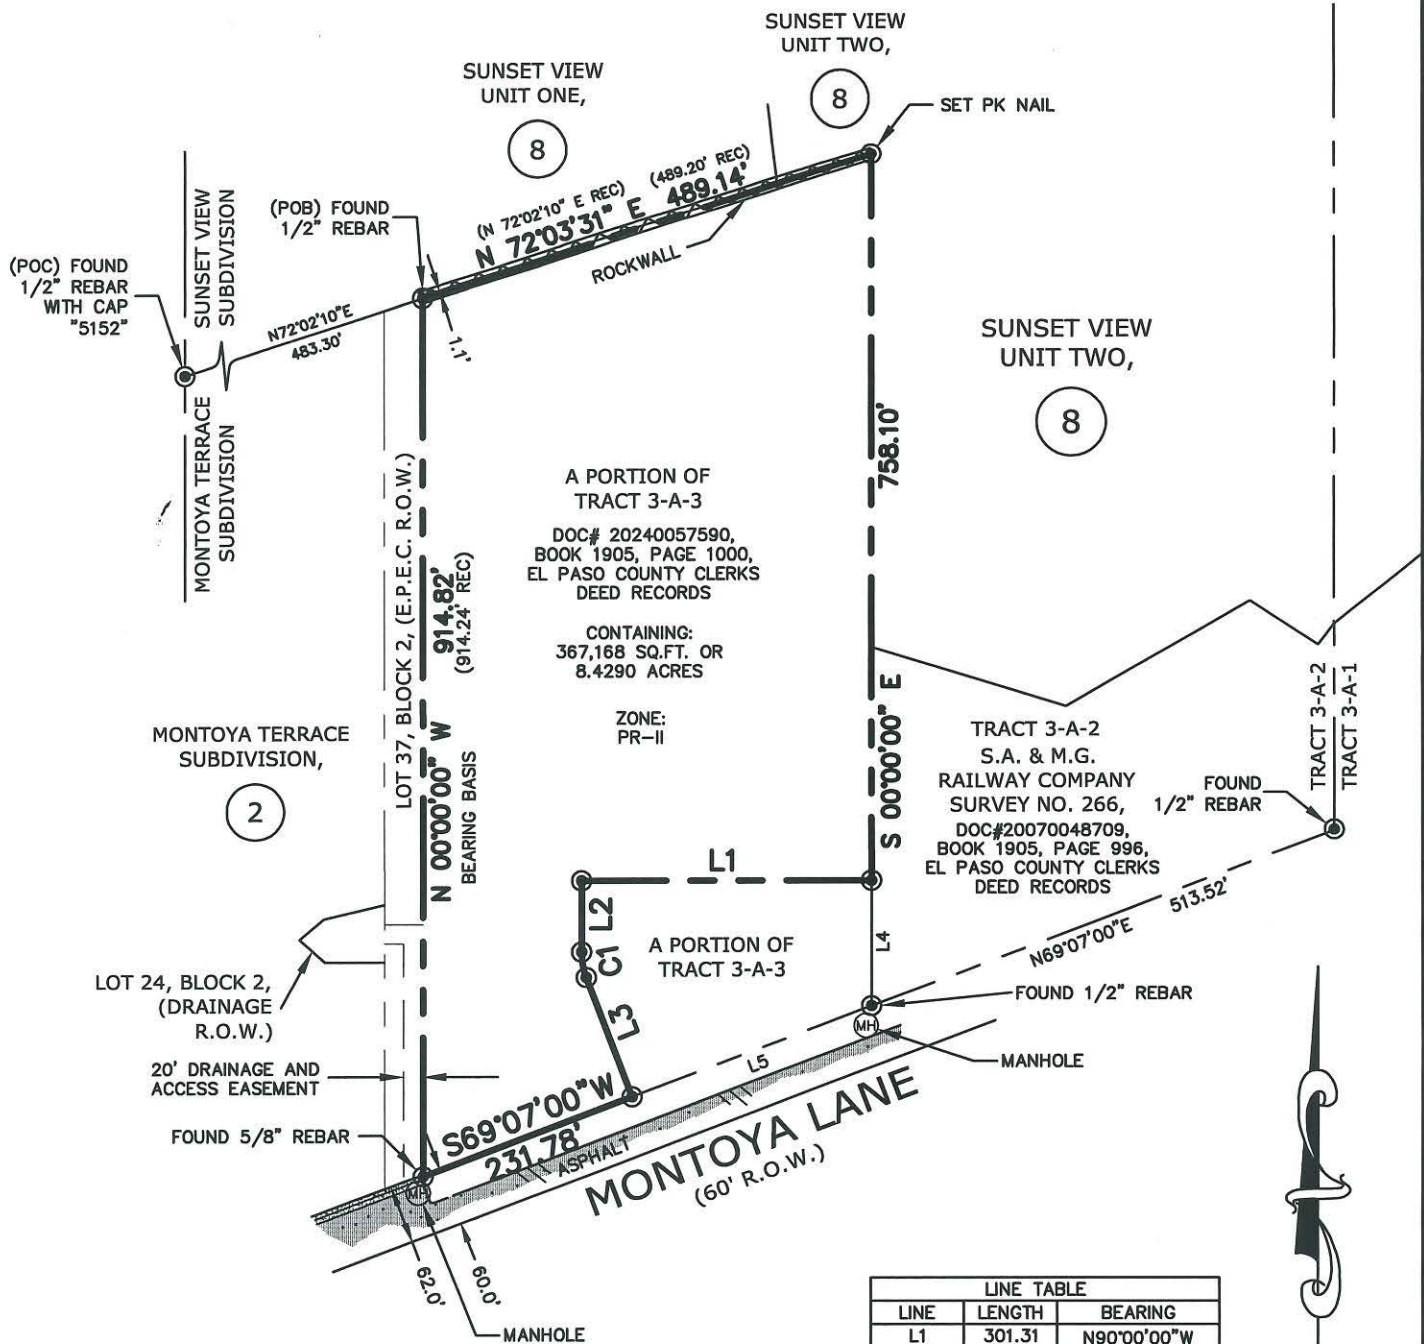 SUNSET VIEW
UNIT TWO,
8
SUNSET VIEW
UNIT ONE,
8
SET PK NAIL
(N 72°02'10" E REC)
(489.20' REC)
N 72°03'31" E 489.14'
ROCKWALL
(POB) FOUND
1/2" REBAR
(POC) FOUND
1/2" REBAR
WITH CAP
"5152"
SUNSET VIEW
SUBDIVISION
MONTOYA TERRACE
SUBDIVISION
N72°02'10"E
483.30'
1.1'
SUNSET VIEW
UNIT TWO,
8
758.10'
S 00°00'00" E
A PORTION OF
TRACT 3-A-3
DOC# 20240057590,
BOOK 1905, PAGE 1000,
EL PASO COUNTY CLERKS
DEED RECORDS
CONTAINING:
367,168 SQ.FT. OR
8.4290 ACRES
ZONE:
PR-II
LOT 37, BLOCK 2, (E.P.E.C. R.O.W.)
914.82'
(914.24' REC)
N 00°00'00" W
BEARING BASIS
MONTOYA TERRACE
SUBDIVISION,
2
TRACT 3-A-2
S.A. & M.G.
RAILWAY COMPANY
SURVEY NO. 266,
DOC#20070048709,
BOOK 1905, PAGE 996,
EL PASO COUNTY CLERKS
DEED RECORDS
FOUND
1/2" REBAR
TRACT 3-A-2
TRACT 3-A-1
L1
L2
C1
L3
L4
A PORTION OF
TRACT 3-A-3
N69°07'00"E
513.52'
LOT 24, BLOCK 2,
(DRAINAGE
R.O.W.)
20' DRAINAGE AND
ACCESS EASEMENT
FOUND 5/8" REBAR
FOUND 1/2" REBAR
MH
MANHOLE
L5
S69°07'00"W
231.78'
ASPHALT
MONTOYA LANE
(60' R.O.W.)
MH
62.0'
60.0'
MANHOLE
LINE TABLE
LINE LENGTH BEARING
L1 301.31 N90°00'00"W